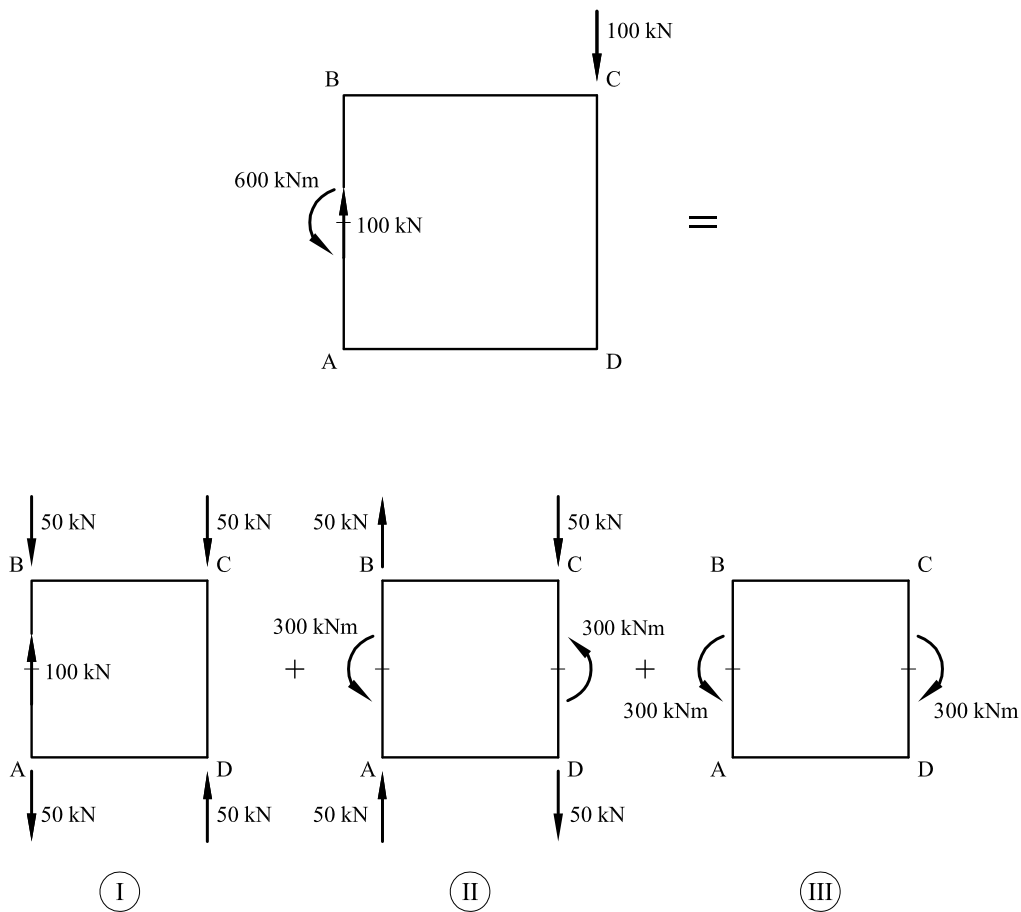 100 kN
B C
600 kNm
100 kN
=
A D
50 kN 50 kN 50 kN 50 kN
B C B C B C
300 kNm 300 kNm
100 kN + +
300 kNm 300 kNm
A D A D A D
50 kN 50 kN 50 kN 50 kN
I II III